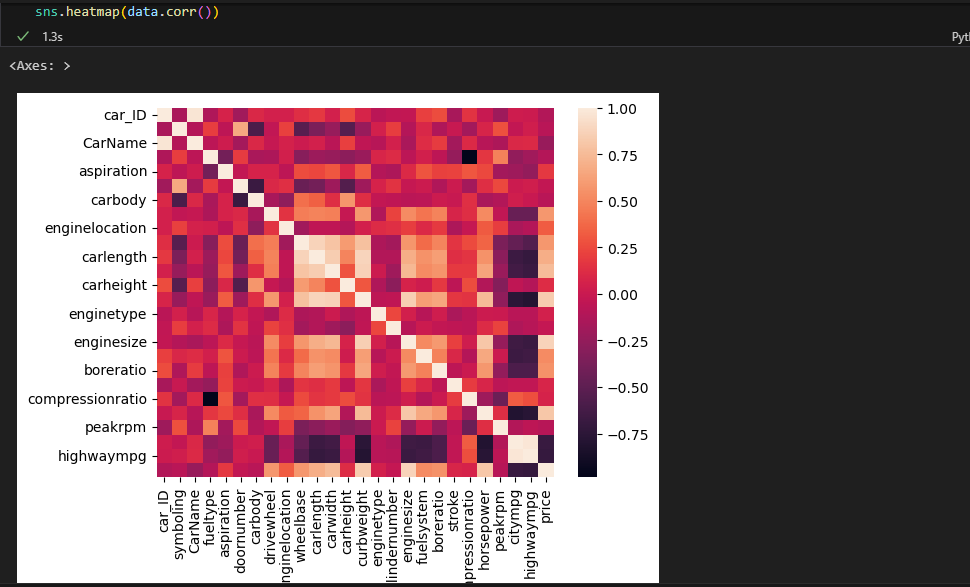 sns.heatmap(data.corr())
1.3s
Pyth
<Axes: >
car_ID
CarName
aspiration
carbody
enginelocation
carlength
carheight
enginetype
enginesize
boreratio
compressionratio
peakrpm
highwaympg
1.00
0.75
0.50
0.25
0.00
−0.25
−0.50
−0.75
car_ID
symboling
CarName
fueltype
aspiration
doornumber
carbody
drivewheel
nginelocation
wheelbase
carlength
carwidth
carheight
curbweight
enginetype
lindernumber
enginesize
fuelsystem
boreratio
stroke
npressionratio
horsepower
peakrpm
citympg
highwaympg
price